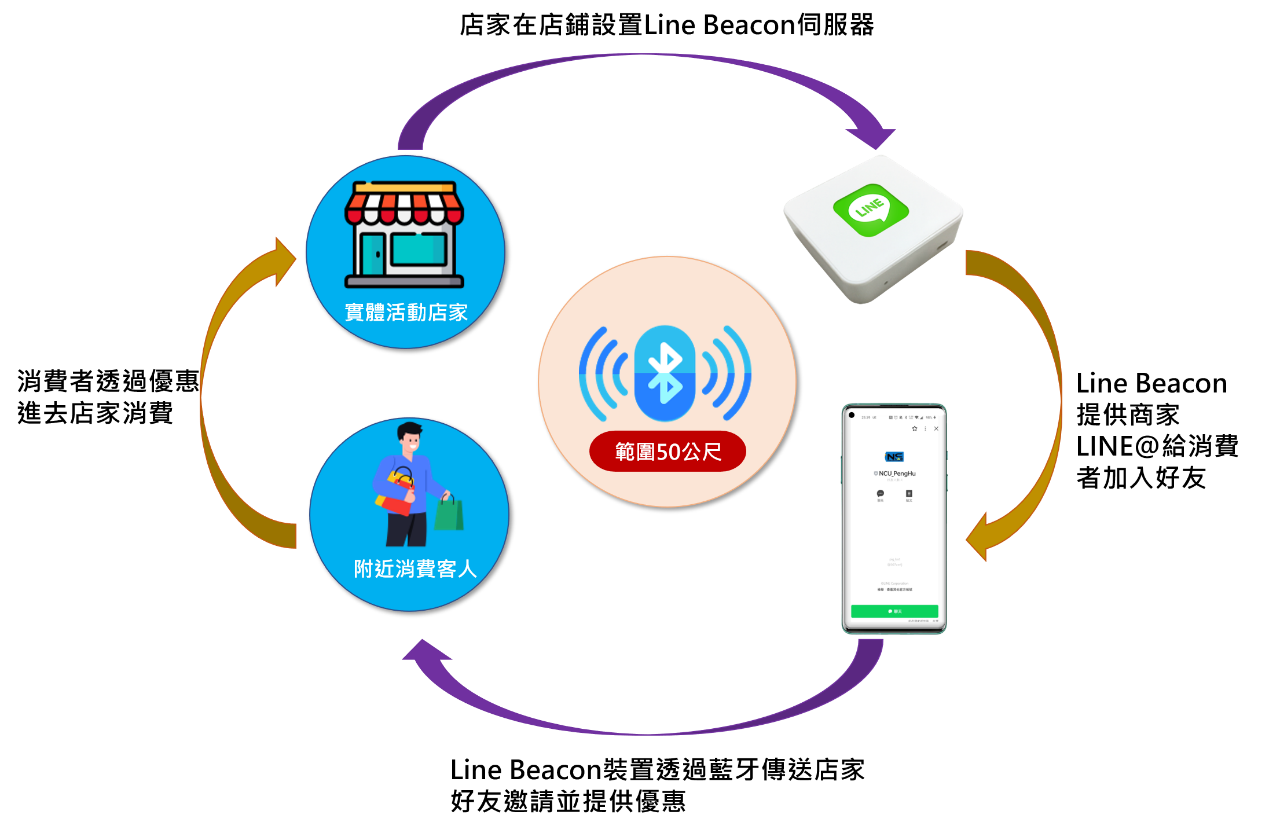 店家在店鋪設置Line Beacon伺服器
LINE
實體活動店家
消費者透過優惠
進去店家消費
範圍50公尺
Line Beacon
提供商家
LINE@給消費
者加入好友
NS
NCU_PengHu
附近消費客人
Line Beacon裝置透過藍牙傳送店家
好友邀請並提供優惠